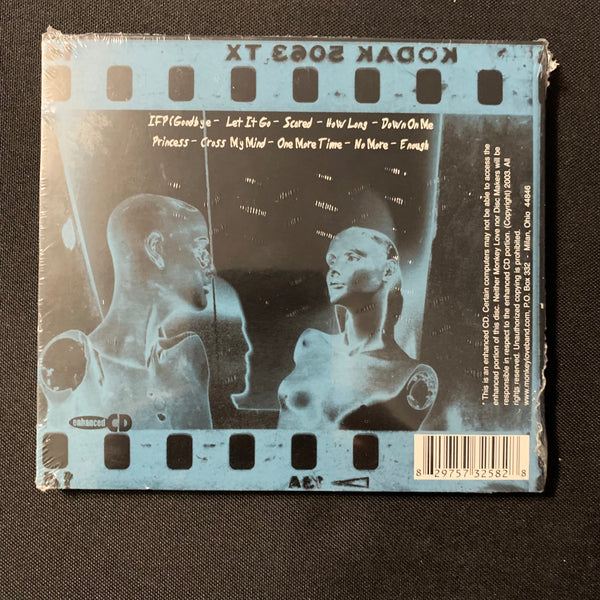 KODAK 5063 TX
IFP(Goodbye - Let It Go - Scared - How Long - Down On Me
Princess - Cross My Mind - One More Time - No More - Enough
* This is an enhanced CD. Certain computers may not be able to access the
enhanced portion of this disc. Neither Monkey Love nor Disc Makers will be
responsible in respect to the enhanced CD portion. (Copyright) 2003. All
rights reserved. Unauthorized copying is prohibited.
www.monkeyloveband.com, P.O. Box 332 - Milan, Ohio 44846
enhanced CD
8 29757 32582 8